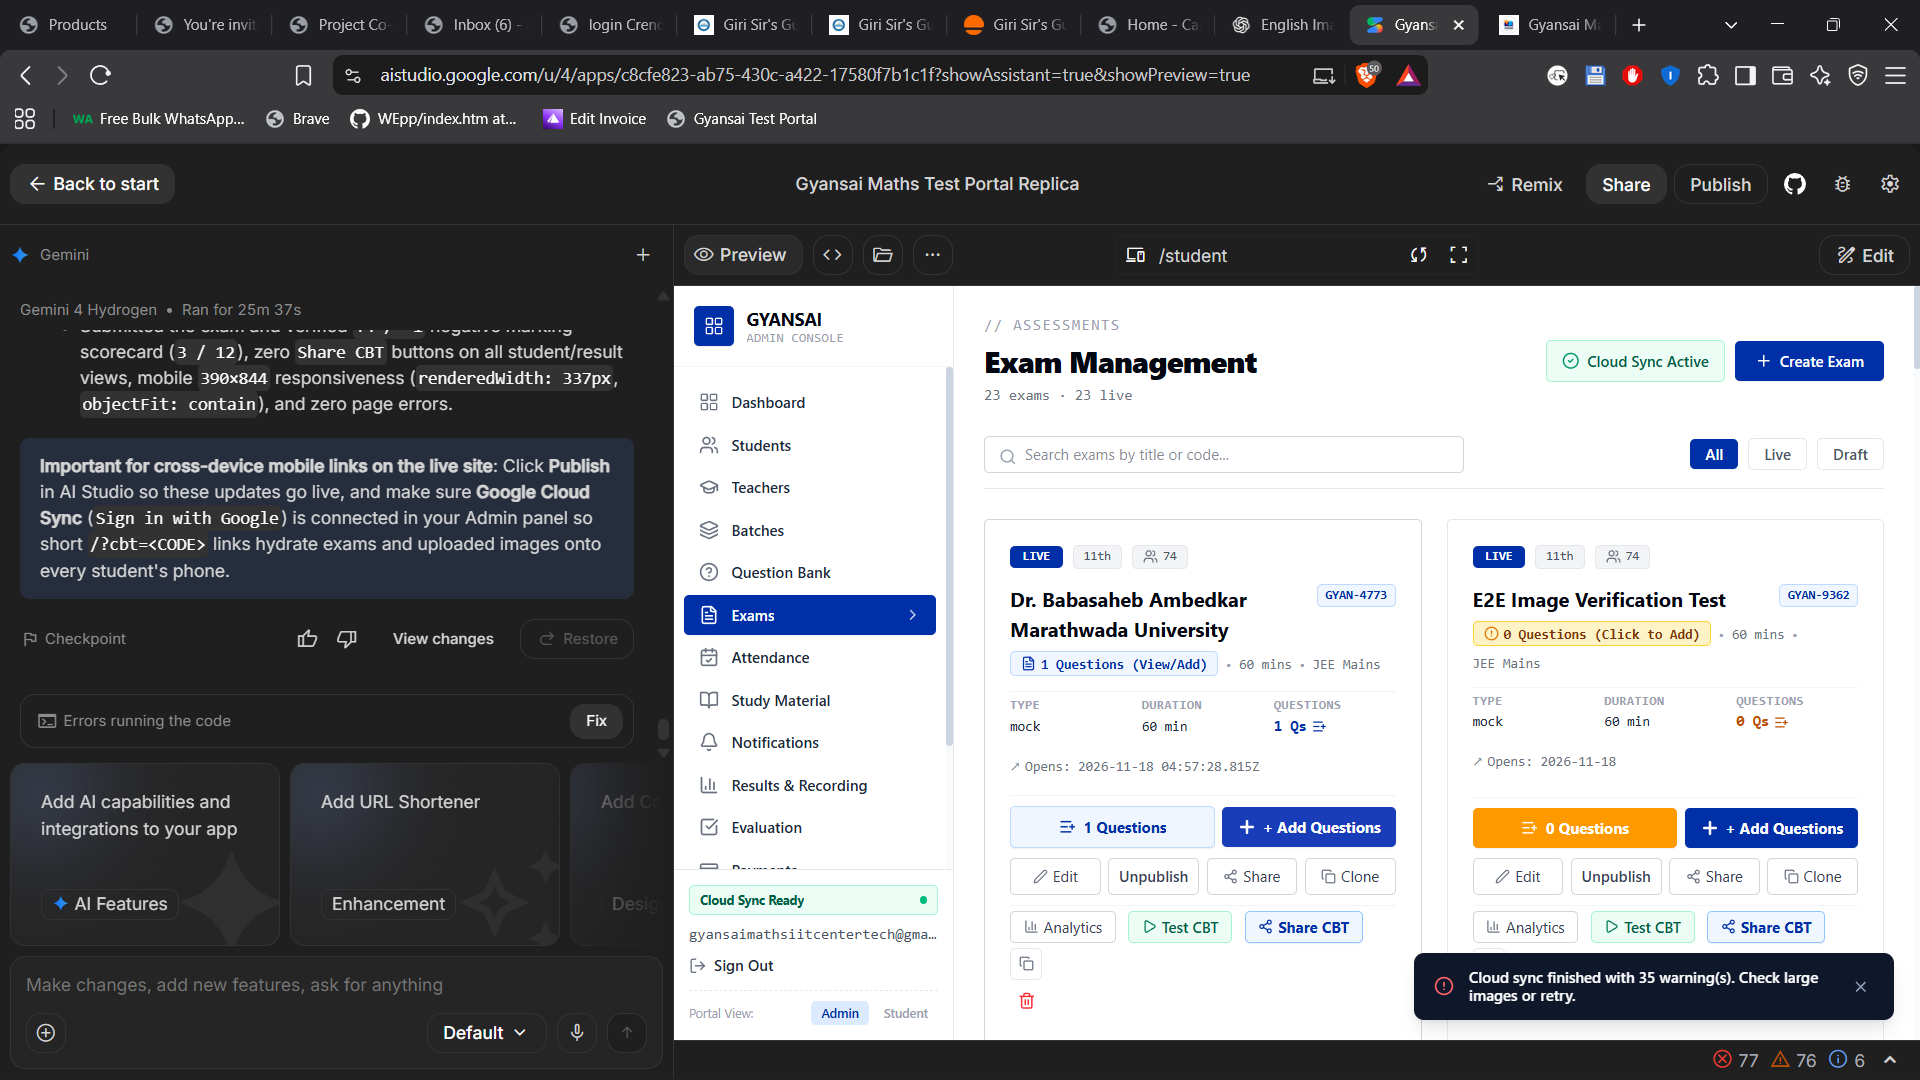 Products
You're invit
Project Co
Inbox (6) -
login Cren
Giri Sir's Gu
Giri Sir's Gu
Giri Sir's Gu
Home - Ca
English Ima
Gyans
Gyansai Ma
aistudio.google.com/u/4/apps/c8cfe823-ab75-430c-a422-17580f7b1c1f?showAssistant=true&showPreview=true
50
WA Free Bulk WhatsApp...
Brave
WEpp/index.htm at...
Edit Invoice
Gyansai Test Portal
Back to start
Gyansai Maths Test Portal Replica
Remix
Share
Publish
Gemini
Preview
/student
Edit
Gemini 4 Hydrogen • Ran for 25m 37s
scorecard (3 / 12), zero Share CBT buttons on all student/result
views, mobile 390×844 responsiveness (renderedWidth: 337px,
objectFit: contain), and zero page errors.
Important for cross-device mobile links on the live site: Click Publish
in AI Studio so these updates go live, and make sure Google Cloud
Sync (Sign in with Google) is connected in your Admin panel so
short /?cbt=<CODE> links hydrate exams and uploaded images onto
every student's phone.
Checkpoint
View changes
Restore
Errors running the code
Fix
Add AI capabilities and
integrations to your app
AI Features
Add URL Shortener
Enhancement
Add Co
Desig
Make changes, add new features, ask for anything
Default
GYANSAI
ADMIN CONSOLE
Dashboard
Students
Teachers
Batches
Question Bank
Exams
Attendance
Study Material
Notifications
Results & Recording
Evaluation
Payments
Cloud Sync Ready
gyansaimathsiitcentertech@gma…
Sign Out
Portal View:
Admin
Student
// ASSESSMENTS
Exam Management
23 exams · 23 live
Cloud Sync Active
+ Create Exam
Search exams by title or code...
All
Live
Draft
LIVE
11th
74
Dr. Babasaheb Ambedkar
Marathwada University
GYAN-4773
1 Questions (View/Add) • 60 mins • JEE Mains
TYPE
DURATION
QUESTIONS
mock
60 min
1 Qs
↗ Opens: 2026-11-18 04:57:28.815Z
1 Questions
+ + Add Questions
Edit
Unpublish
Share
Clone
Analytics
Test CBT
Share CBT
LIVE
11th
74
E2E Image Verification Test
GYAN-9362
0 Questions (Click to Add) • 60 mins •
JEE Mains
TYPE
DURATION
QUESTIONS
mock
60 min
0 Qs
↗ Opens: 2026-11-18
0 Questions
+ + Add Questions
Edit
Unpublish
Share
Clone
Analytics
Test CBT
Share CBT
Cloud sync finished with 35 warning(s). Check large
images or retry.
77
76
6